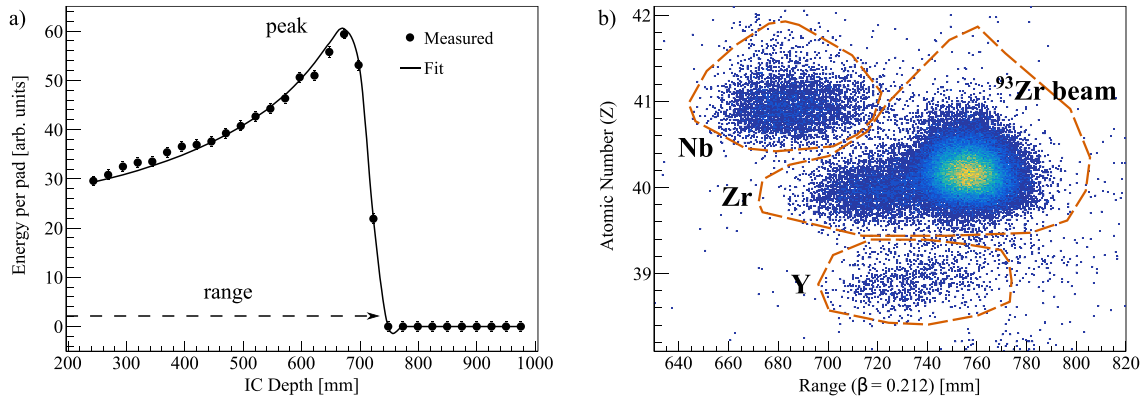 a)
peak
Measured
Fit
range
Energy per pad [arb. units]
60
50
40
30
20
10
0
200 300 400 500 600 700 800 900 1000
IC Depth [mm]
b)
Nb
⁹³Zr beam
Zr
Y
Atomic Number (Z)
42
41
40
39
640 660 680 700 720 740 760 780 800 820
Range (β = 0.212) [mm]